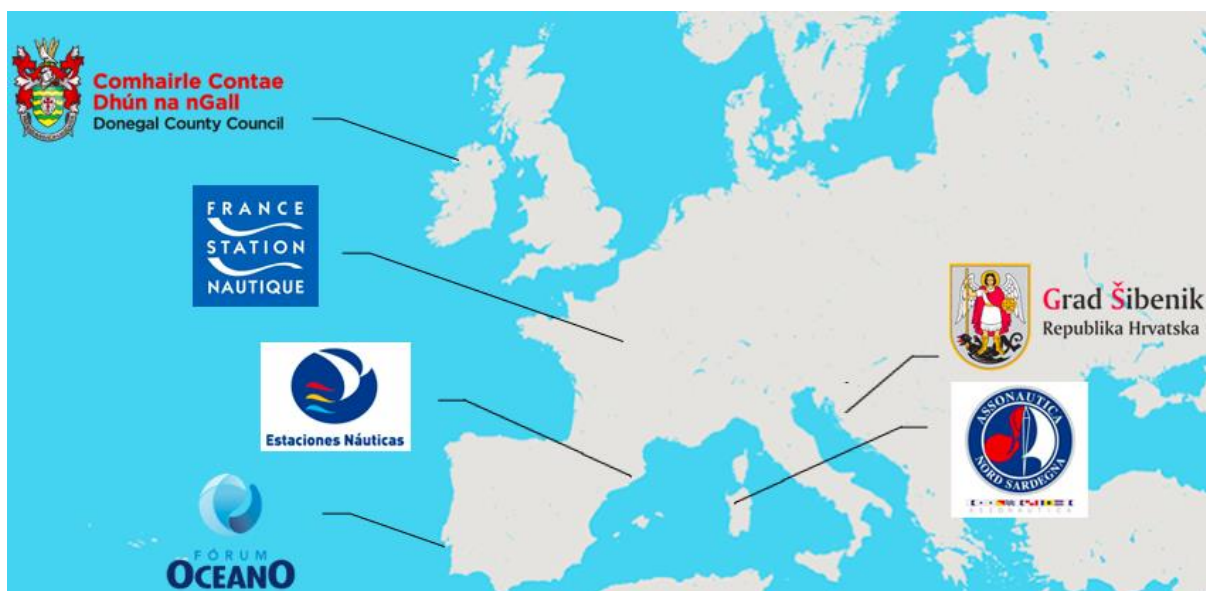 Comhairle Contae
Dhún na nGall
Donegal County Council
FRANCE
STATION
NAUTIQUE
Estaciones Náuticas
FÓRUM
OCEANO
Grad Šibenik
Republika Hrvatska
ASSONAUTICA
NORD SARDEGNA
ASSONAUTICA